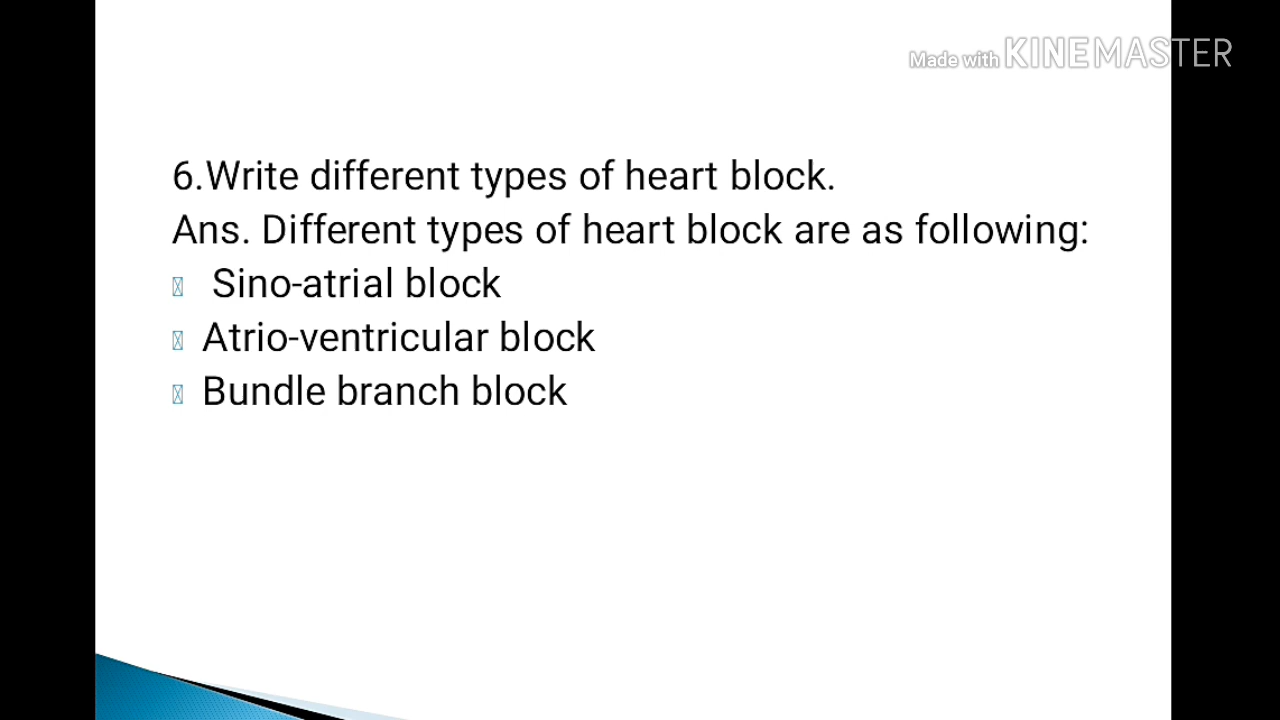 Made with KINEMASTER
6.Write different types of heart block.
Ans. Different types of heart block are as following:
Sino-atrial block
Atrio-ventricular block
Bundle branch block